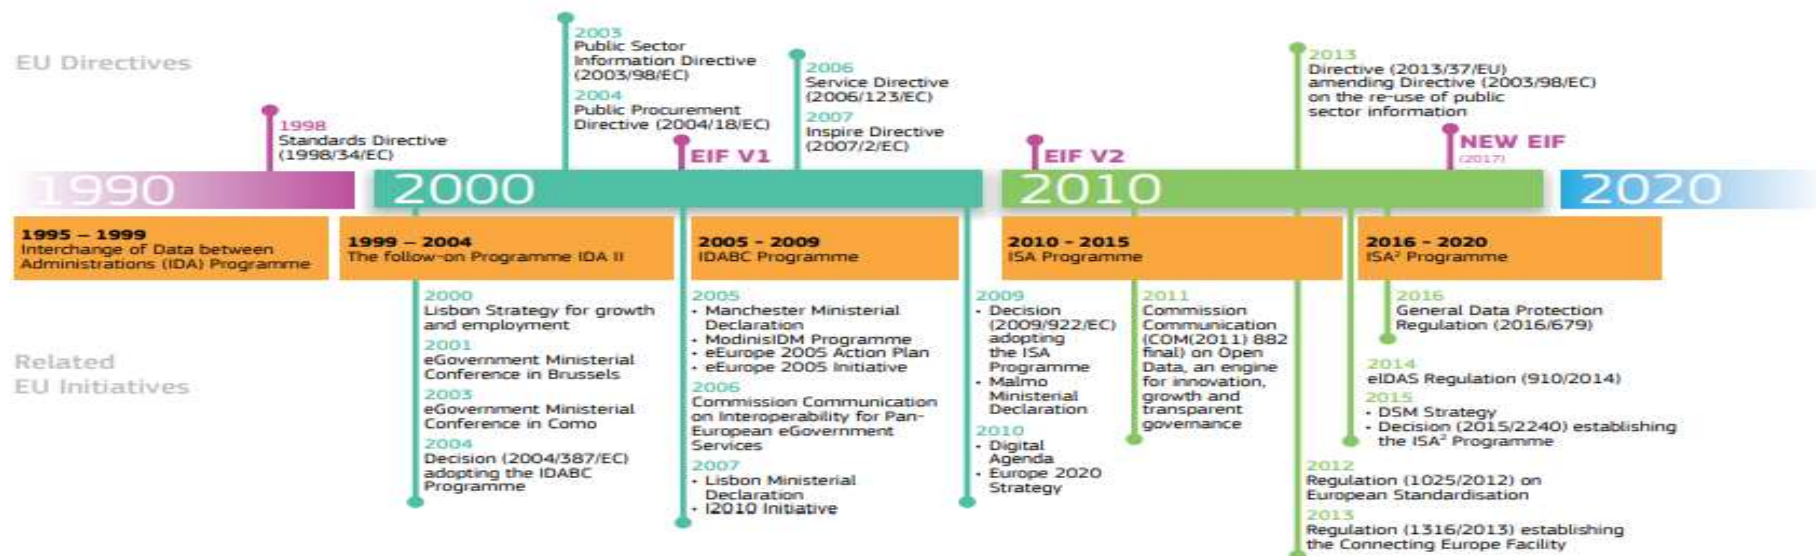 EU Directives
1998
Standards Directive
(1998/34/EC)
2003
Public Sector
Information Directive
(2003/98/EC)
2004
Public Procurement
Directive (2004/18/EC)
EIF V1
2006
Service Directive
(2006/123/EC)
2007
Inspire Directive
(2007/2/EC)
EIF V2
2013
Directive (2013/37/EU)
amending Directive (2003/98/EC)
on the re-use of public
sector information
NEW EIF
(2017)
1990
2000
2010
2020
1995 – 1999
Interchange of Data between
Administrations (IDA) Programme
1999 – 2004
The follow-on Programme IDA II
2005 - 2009
IDABC Programme
2010 - 2015
ISA Programme
2016 - 2020
ISA² Programme
Related
EU Initiatives
2000
Lisbon Strategy for growth
and employment
2001
eGovernment Ministerial
Conference in Brussels
2003
eGovernment Ministerial
Conference in Como
2004
Decision (2004/387/EC)
adopting the IDABC
Programme
2005
• Manchester Ministerial
Declaration
• ModinisIDM Programme
• eEurope 2005 Action Plan
• eEurope 2005 Initiative
2006
Commission Communication
on Interoperability for Pan-
European eGovernment
Services
2007
• Lisbon Ministerial
Declaration
• I2010 Initiative
2009
• Decision
(2009/922/EC)
adopting
the ISA
Programme
• Malmo
Ministerial
Declaration
2010
• Digital
Agenda
• Europe 2020
Strategy
2011
Commission
Communication
(COM(2011) 882
final) on Open
Data, an engine
for innovation,
growth and
transparent
governance
2016
General Data Protection
Regulation (2016/679)
2014
eIDAS Regulation (910/2014)
2015
• DSM Strategy
• Decision (2015/2240) establishing
the ISA² Programme
2012
Regulation (1025/2012) on
European Standardisation
2013
Regulation (1316/2013) establishing
the Connecting Europe Facility